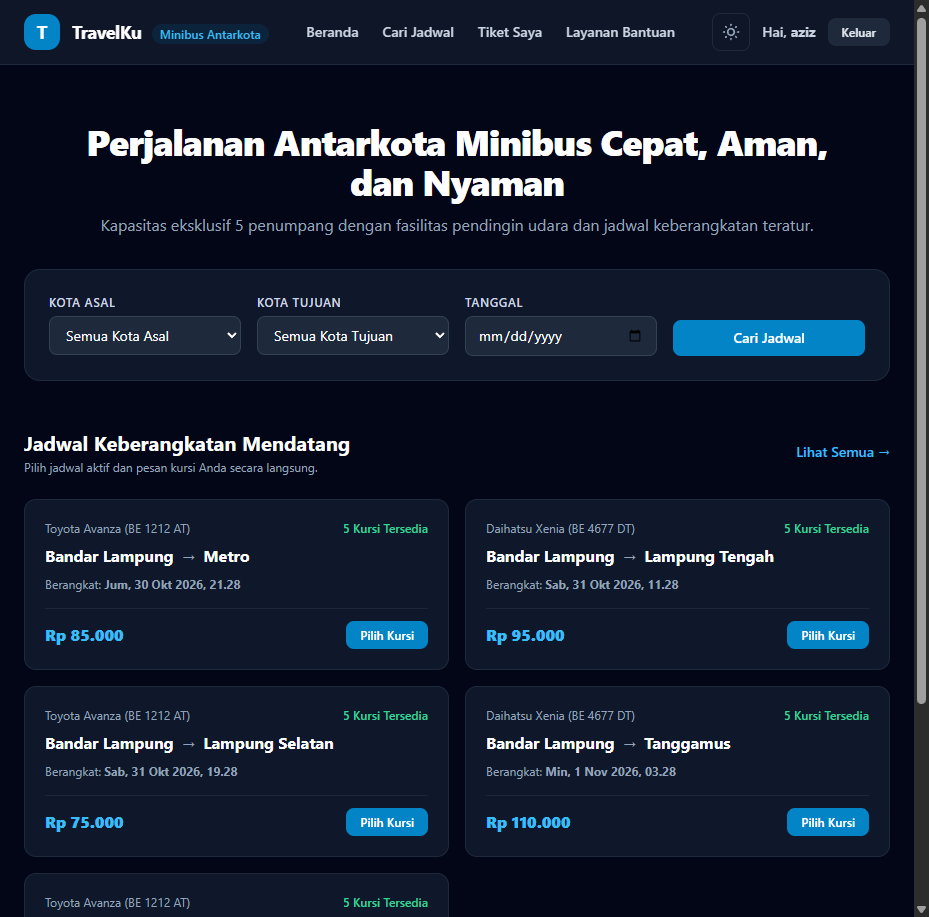 T TravelKu Minibus Antarkota Beranda Cari Jadwal Tiket Saya Layanan Bantuan Hai, aziz Keluar
Perjalanan Antarkota Minibus Cepat, Aman,
dan Nyaman
Kapasitas eksklusif 5 penumpang dengan fasilitas pendingin udara dan jadwal keberangkatan teratur.
KOTA ASAL KOTA TUJUAN TANGGAL
Semua Kota Asal Semua Kota Tujuan mm/dd/yyyy Cari Jadwal
Jadwal Keberangkatan Mendatang
Pilih jadwal aktif dan pesan kursi Anda secara langsung.
Lihat Semua →
Toyota Avanza (BE 1212 AT) 5 Kursi Tersedia
Bandar Lampung → Metro
Berangkat: Jum, 30 Okt 2026, 21.28
Rp 85.000 Pilih Kursi
Daihatsu Xenia (BE 4677 DT) 5 Kursi Tersedia
Bandar Lampung → Lampung Tengah
Berangkat: Sab, 31 Okt 2026, 11.28
Rp 95.000 Pilih Kursi
Toyota Avanza (BE 1212 AT) 5 Kursi Tersedia
Bandar Lampung → Lampung Selatan
Berangkat: Sab, 31 Okt 2026, 19.28
Rp 75.000 Pilih Kursi
Daihatsu Xenia (BE 4677 DT) 5 Kursi Tersedia
Bandar Lampung → Tanggamus
Berangkat: Min, 1 Nov 2026, 03.28
Rp 110.000 Pilih Kursi
Toyota Avanza (BE 1212 AT) 5 Kursi Tersedia